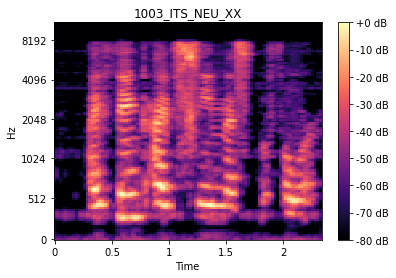 1003_ITS_NEU_XX
8192
4096
2048
1024
512
0
Hz
0
0.5
1
1.5
2
Time
+0 dB
-10 dB
-20 dB
-30 dB
-40 dB
-50 dB
-60 dB
-70 dB
-80 dB